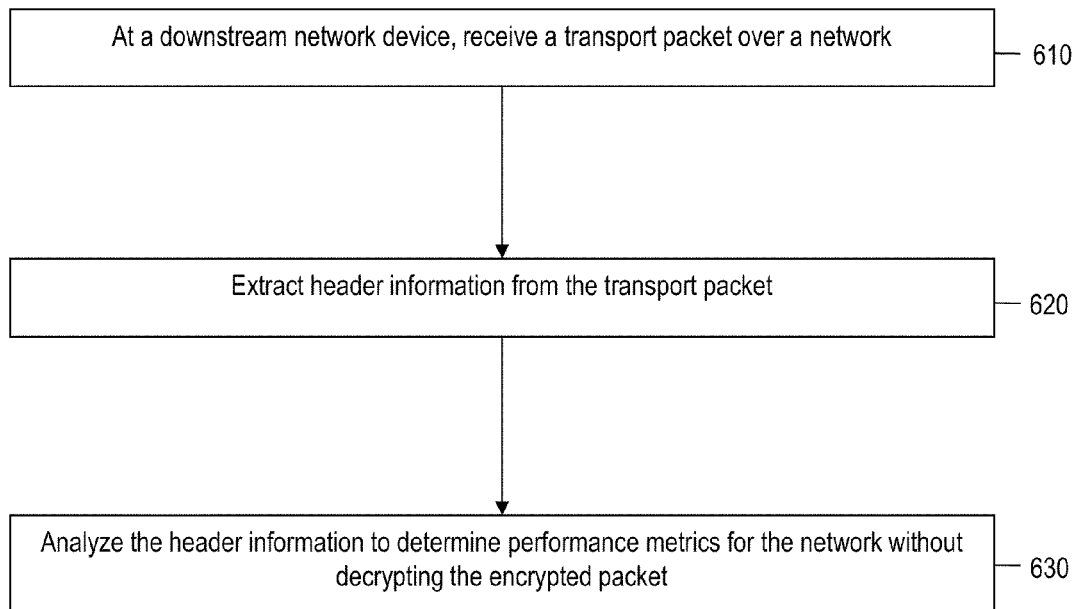 At a downstream network device, receive a transport packet over a network
610
Extract header information from the transport packet
620
Analyze the header information to determine performance metrics for the network without
decrypting the encrypted packet
630